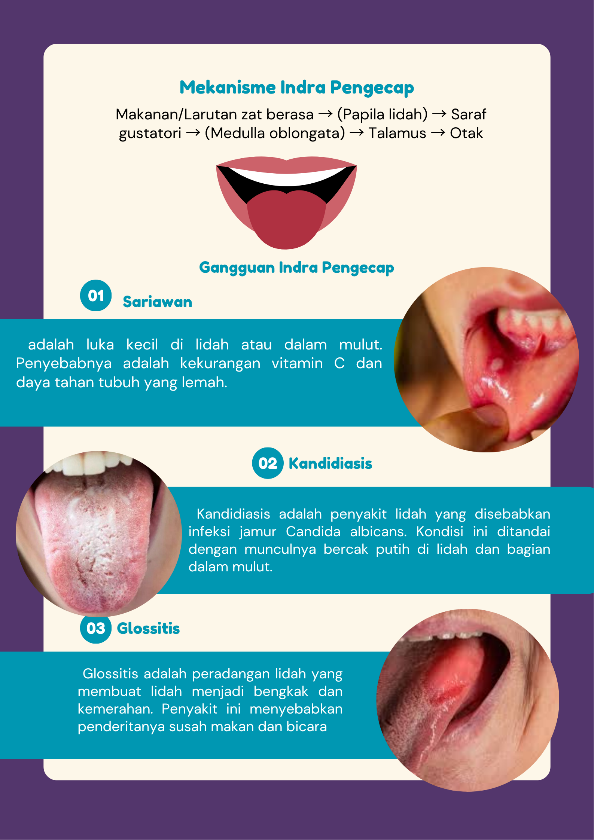 Mekanisme Indra Pengecap
Makanan/Larutan zat berasa → (Papila lidah) → Saraf
gustatori → (Medulla oblongata) → Talamus → Otak
Gangguan Indra Pengecap
01 Sariawan
adalah luka kecil di lidah atau dalam mulut.
Penyebabnya adalah kekurangan vitamin C dan
daya tahan tubuh yang lemah.
02 Kandidiasis
Kandidiasis adalah penyakit lidah yang disebabkan
infeksi jamur Candida albicans. Kondisi ini ditandai
dengan munculnya bercak putih di lidah dan bagian
dalam mulut.
03 Glossitis
Glossitis adalah peradangan lidah yang
membuat lidah menjadi bengkak dan
kemerahan. Penyakit ini menyebabkan
penderitanya susah makan dan bicara